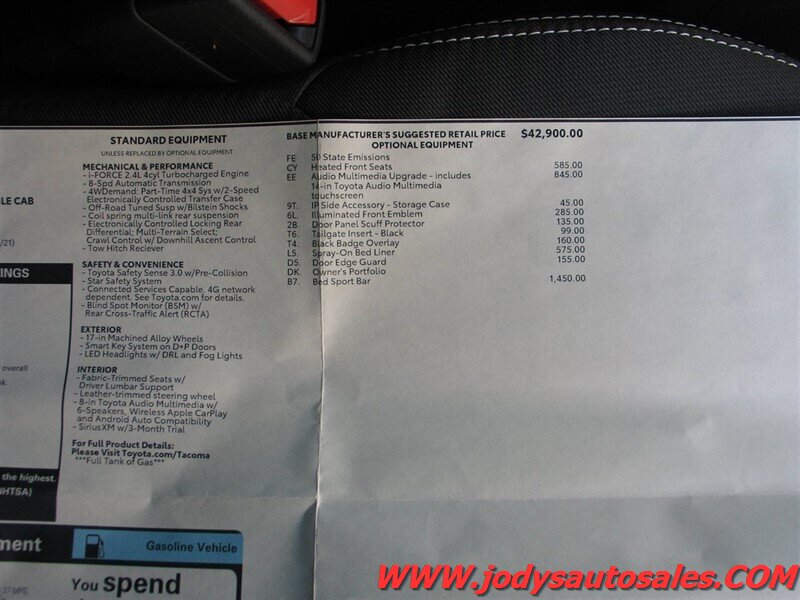 STANDARD EQUIPMENT
UNLESS REPLACED BY OPTIONAL EQUIPMENT
MECHANICAL & PERFORMANCE
- i-FORCE 2.4L 4cyl Turbocharged Engine
- 8-Spd Automatic Transmission
- 4WDemand: Part-Time 4x4 Sys w/2-Speed
Electronically Controlled Transfer Case
- Off-Road Tuned Susp w/Bilstein Shocks
- Coil spring multi-link rear suspension
- Electronically Controlled Locking Rear
Differential; Multi-Terrain Select;
Crawl Control w/ Downhill Ascent Control
- Tow Hitch Reciever
SAFETY & CONVENIENCE
- Toyota Safety Sense 3.0 w/Pre-Collision
- Star Safety System
- Connected Services Capable. 4G network
dependent. See Toyota.com for details.
- Blind Spot Monitor (BSM) w/
Rear Cross-Traffic Alert (RCTA)
EXTERIOR
- 17-in Machined Alloy Wheels
- Smart Key System on D+P Doors
- LED Headlights w/ DRL and Fog Lights
INTERIOR
- Fabric-Trimmed Seats w/
Driver Lumbar Support
- Leather-trimmed steering wheel
- 8-in Toyota Audio Multimedia w/
6-Speakers, Wireless Apple CarPlay
and Android Auto Compatibility
- SiriusXM w/3-Month Trial
For Full Product Details:
Please Visit Toyota.com/Tacoma
***Full Tank of Gas***
BASE MANUFACTURER'S SUGGESTED RETAIL PRICE $42,900.00
OPTIONAL EQUIPMENT
FE 50 State Emissions
CY Heated Front Seats 585.00
EE Audio Multimedia Upgrade - includes 845.00
14-in Toyota Audio Multimedia
touchscreen
9T. IP Side Accessory - Storage Case 45.00
6L. Illuminated Front Emblem 285.00
2B. Door Panel Scuff Protector 135.00
T6. Tailgate Insert - Black 99.00
T4. Black Badge Overlay 160.00
L5. Spray-On Bed Liner 575.00
D5. Door Edge Guard 155.00
DK. Owner's Portfolio
B7. Bed Sport Bar 1,450.00
LE CAB
/21)
INGS
overall
sk.
the highest.
NHTSA)
ment
Gasoline Vehicle
You spend
www.jodysautosales.com